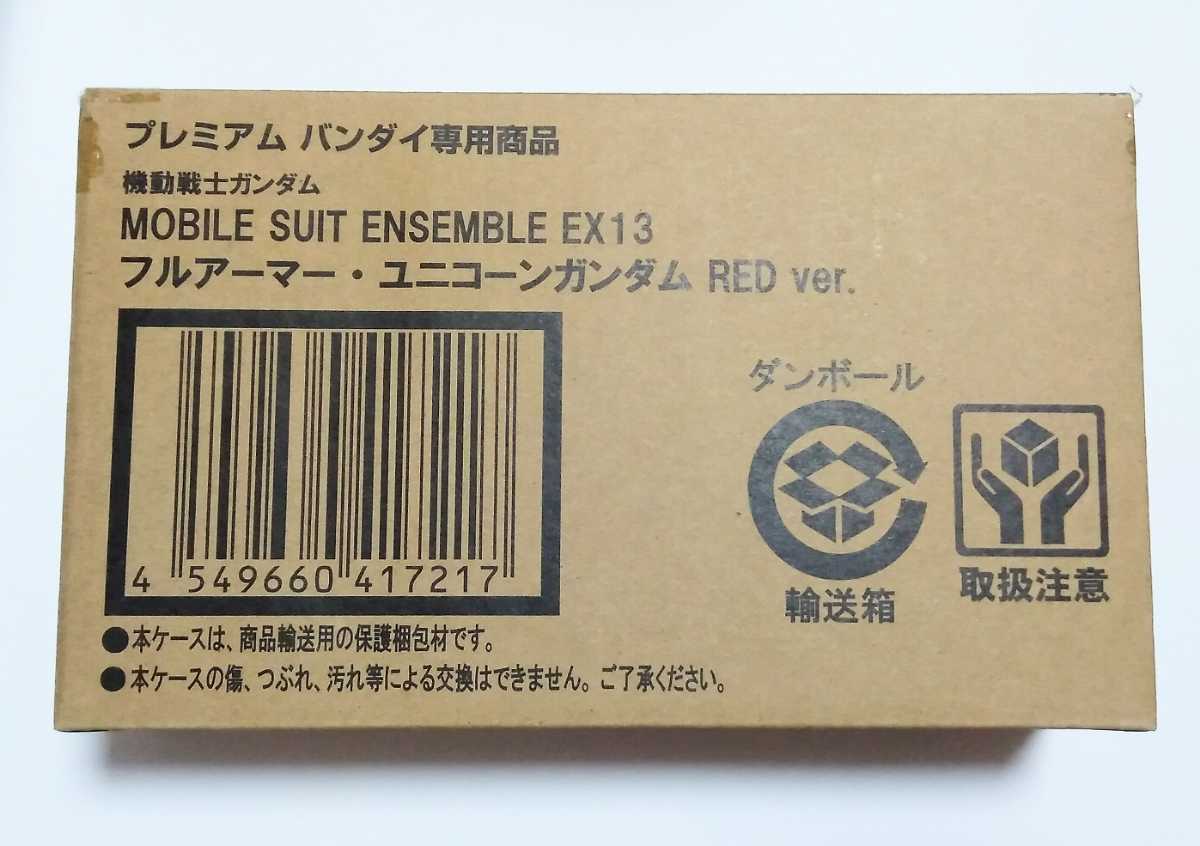 プレミアム バンダイ専用商品
機動戦士ガンダム
MOBILE SUIT ENSEMBLE EX13
フルアーマー・ユニコーンガンダム RED ver.
4 549660 417217
ダンボール
輸送箱
取扱注意
●本ケースは、商品輸送用の保護梱包材です。
●本ケースの傷、つぶれ、汚れ等による交換はできません。ご了承ください。